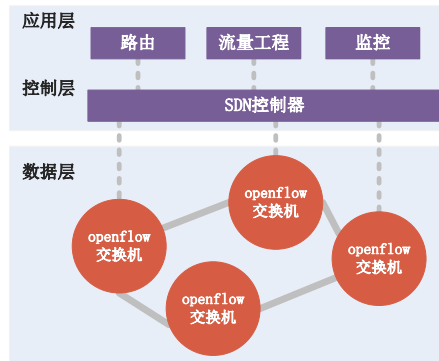 应用层
路由 流量工程 监控
控制层
SDN控制器
数据层
openflow
交换机
openflow
交换机
openflow
交换机
openflow
交换机